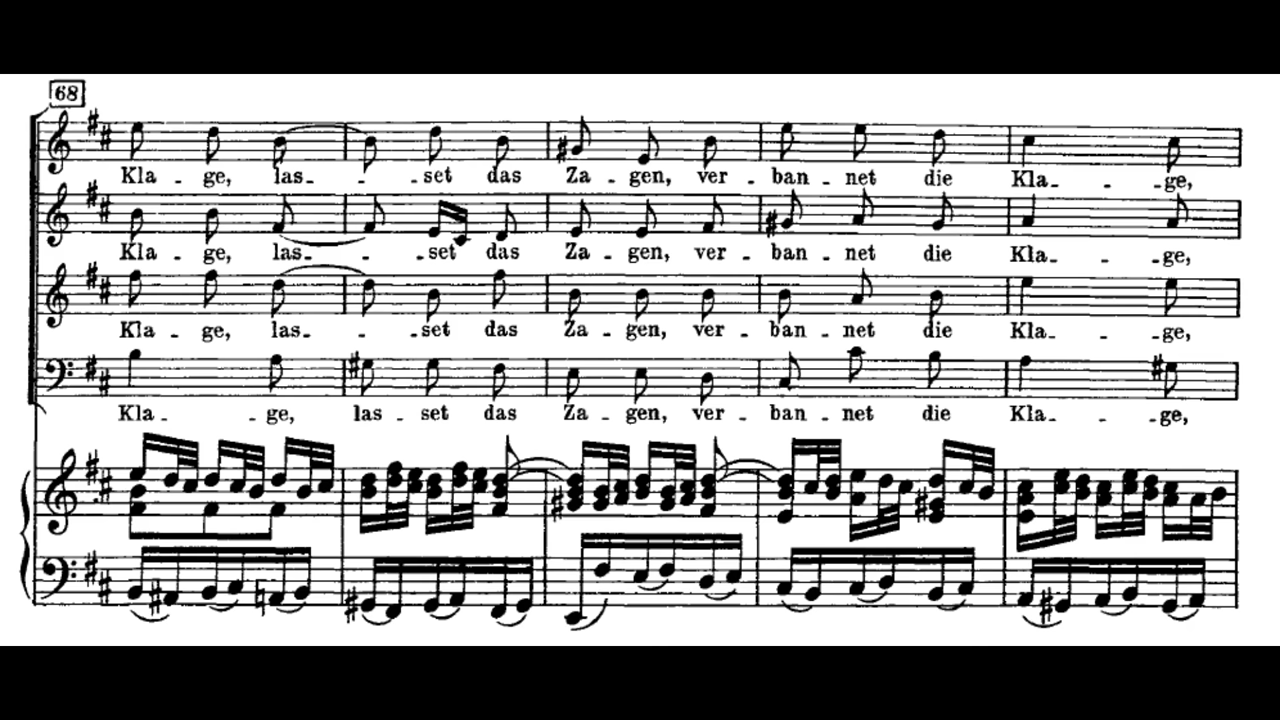 68
Kla - ge, las - - - set das Za - gen, ver - ban - net die Kla - - - ge,
Kla - ge, las - - - set das Za - gen, ver - ban - net die Kla - - - ge,
Kla - ge, las - - - set das Za - gen, ver - ban - net die Kla - - - ge,
Kla - - - ge, las - set das Za - gen, ver - ban - net die Kla - - - ge,